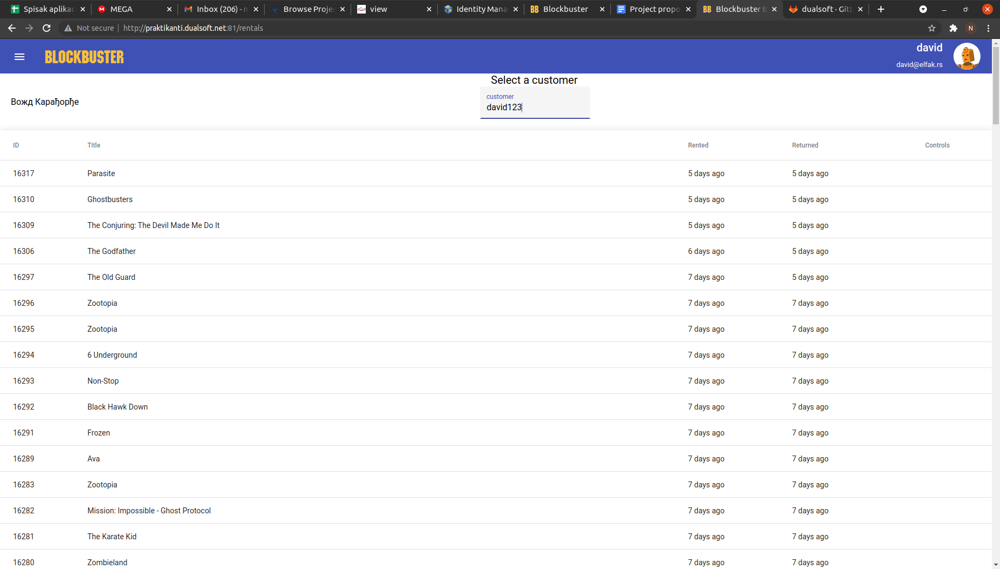 Spisak aplikac
MEGA
Inbox (206) - n
Browse Projec
view
Identity Mana
Blockbuster
Project propo
Blockbuster B
dualsoft · GitL
Not secure
http://praktikanti.dualsoft.net:81/rentals
N
BLOCKBUSTER
david
david@elfak.rs
Select a customer
Вожд Карађорђе
customer
david123
ID Title Rented Returned Controls
16317 Parasite 5 days ago 5 days ago
16310 Ghostbusters 5 days ago 5 days ago
16309 The Conjuring: The Devil Made Me Do It 5 days ago 5 days ago
16306 The Godfather 6 days ago 5 days ago
16297 The Old Guard 7 days ago 5 days ago
16296 Zootopia 7 days ago 7 days ago
16295 Zootopia 7 days ago 7 days ago
16294 6 Underground 7 days ago 7 days ago
16293 Non-Stop 7 days ago 7 days ago
16292 Black Hawk Down 7 days ago 7 days ago
16291 Frozen 7 days ago 7 days ago
16289 Ava 7 days ago 7 days ago
16283 Zootopia 7 days ago 7 days ago
16282 Mission: Impossible - Ghost Protocol 7 days ago 7 days ago
16281 The Karate Kid 7 days ago 7 days ago
16280 Zombieland 7 days ago 7 days ago